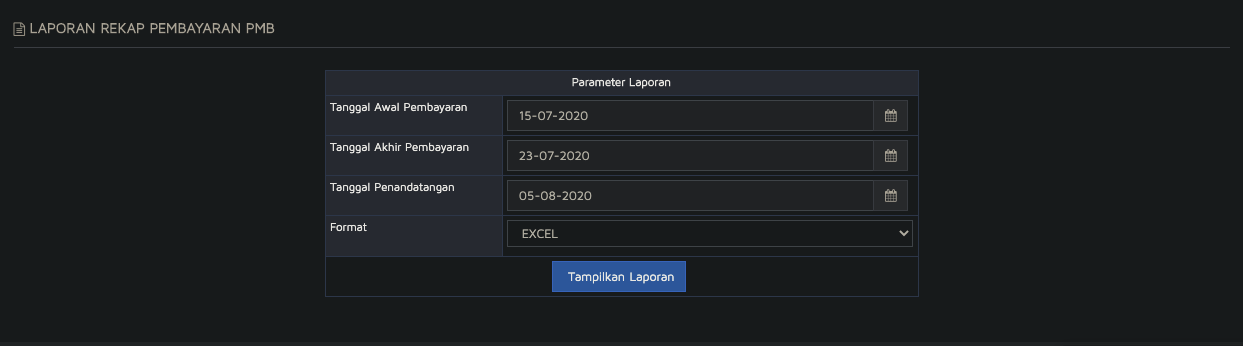 LAPORAN REKAP PEMBAYARAN PMB
Parameter Laporan
Tanggal Awal Pembayaran 15-07-2020
Tanggal Akhir Pembayaran 23-07-2020
Tanggal Penandatangan 05-08-2020
Format EXCEL
Tampilkan Laporan